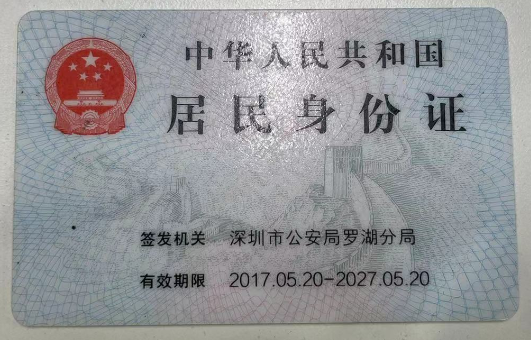 中华人民共和国
居民身份证
签发机关 深圳市公安局罗湖分局
有效期限 2017.05.20-2027.05.20